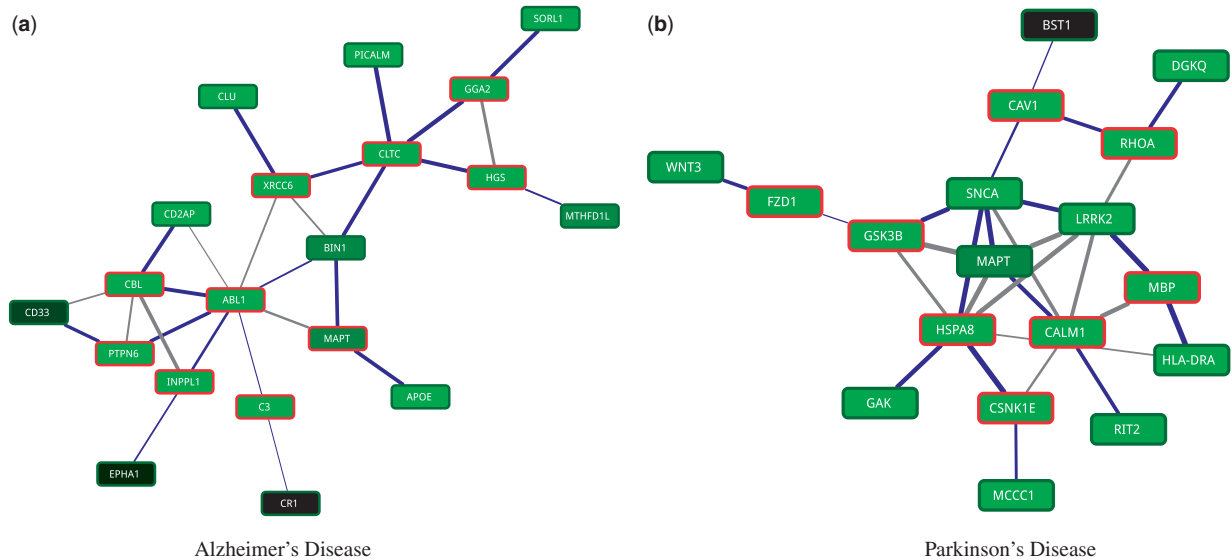 (a)
SORL1
PICALM
GGA2
CLU
CLTC
HGS
XRCC6
MTHFD1L
CD2AP
BIN1
CBL
ABL1
CD33
MAPT
PTPN6
INPPL1
APOE
C3
EPHA1
CR1
Alzheimer's Disease
(b)
BST1
DGKQ
CAV1
RHOA
WNT3
SNCA
FZD1
LRRK2
GSK3B
MAPT
MBP
HSPA8
CALM1
HLA-DRA
GAK
CSNK1E
RIT2
MCCC1
Parkinson's Disease